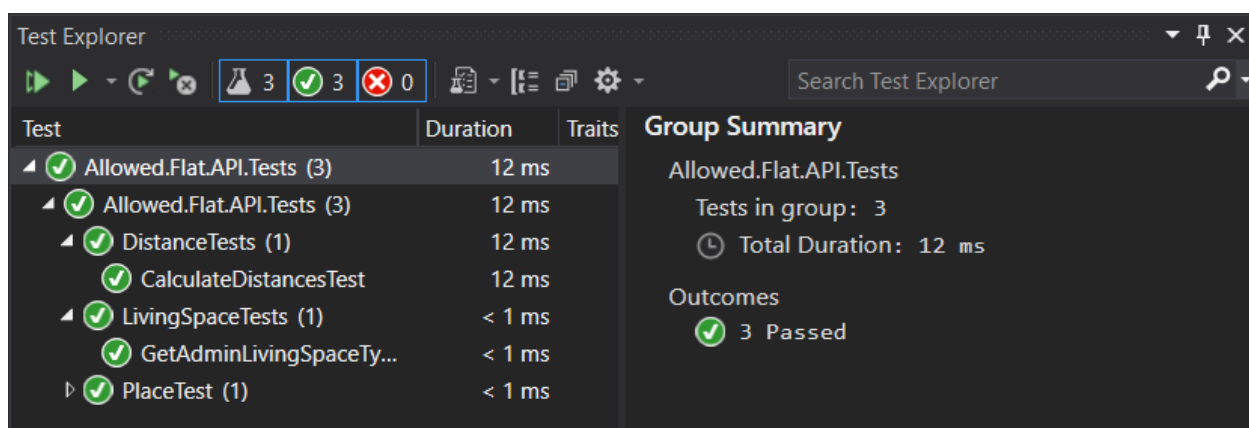 Test Explorer
3 3 0 Search Test Explorer
Test Duration Traits
Allowed.Flat.API.Tests (3) 12 ms
Allowed.Flat.API.Tests (3) 12 ms
DistanceTests (1) 12 ms
CalculateDistancesTest 12 ms
LivingSpaceTests (1) < 1 ms
GetAdminLivingSpaceTy... < 1 ms
PlaceTest (1) < 1 ms
Group Summary
Allowed.Flat.API.Tests
Tests in group: 3
Total Duration: 12 ms
Outcomes
3 Passed